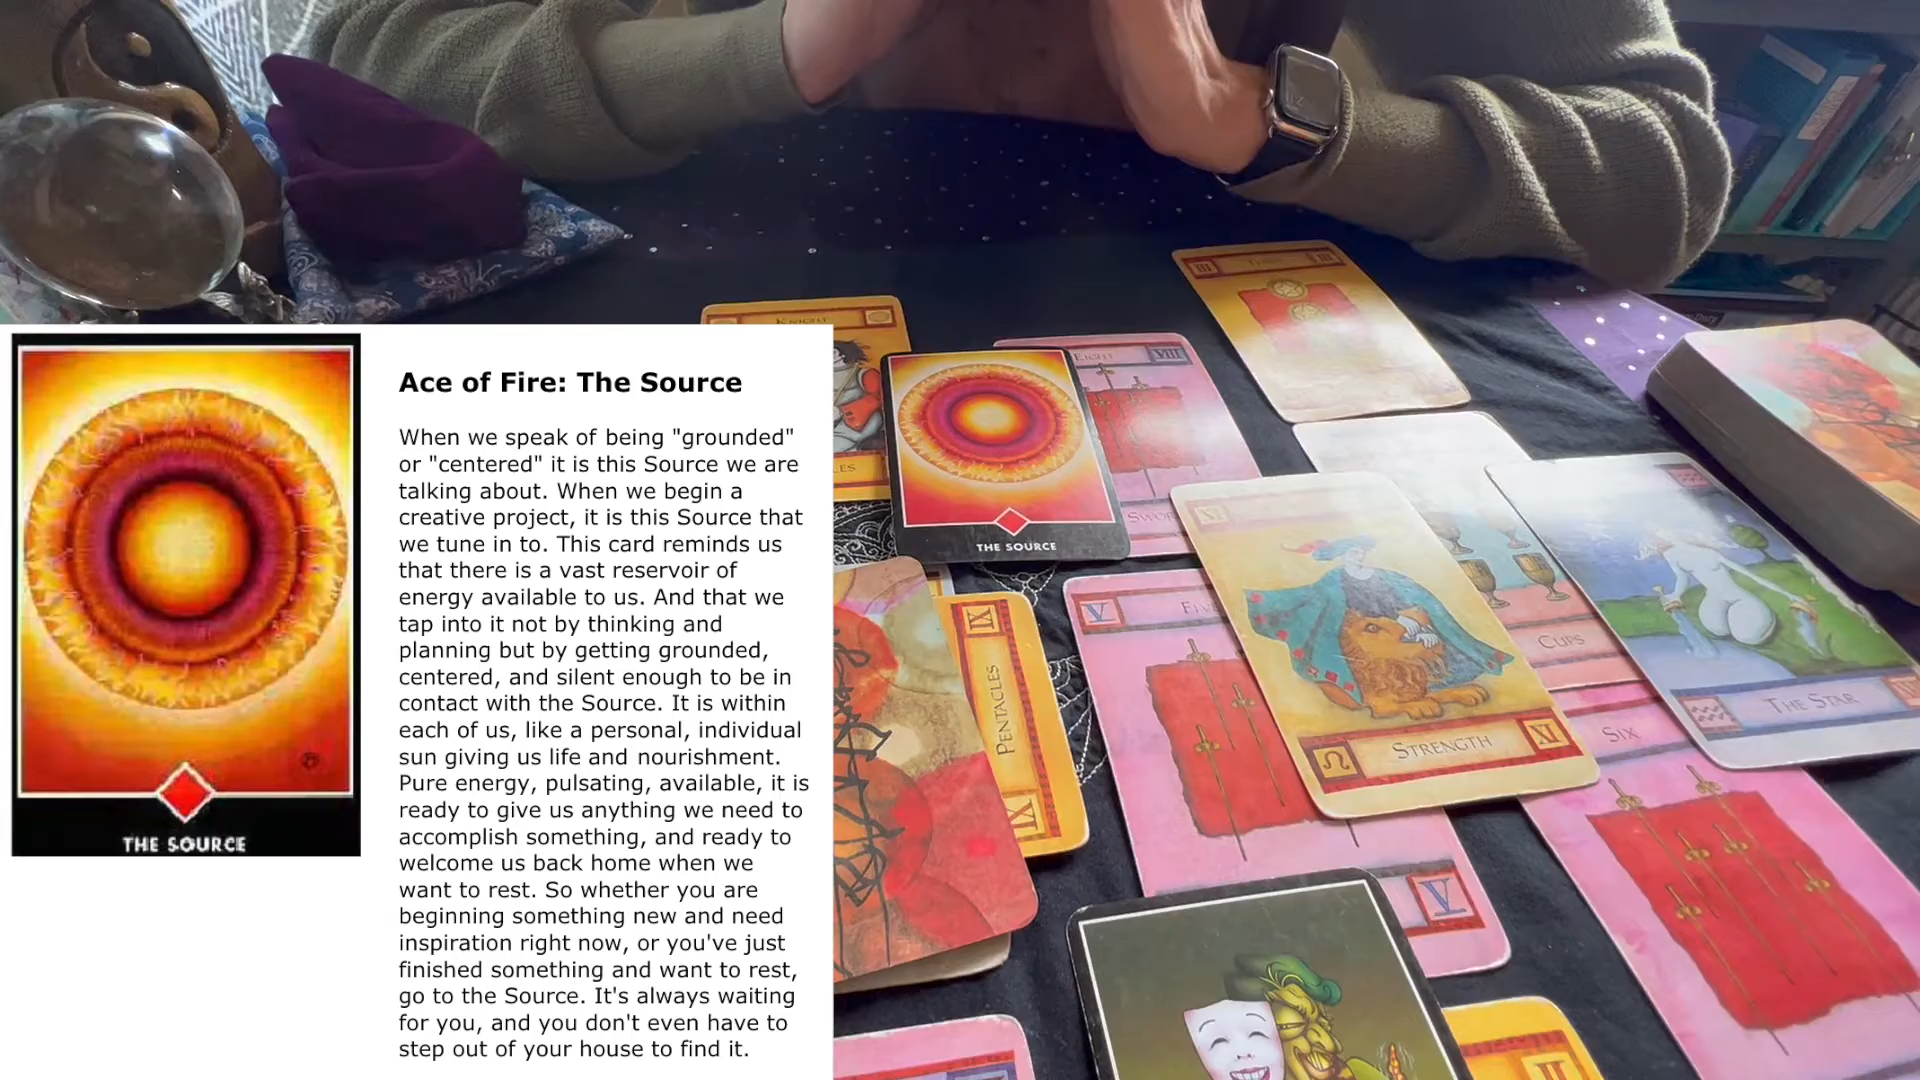 Ace of Fire: The Source
When we speak of being "grounded"
or "centered" it is this Source we are
talking about. When we begin a
creative project, it is this Source that
we tune in to. This card reminds us
that there is a vast reservoir of
energy available to us. And that we
tap into it not by thinking and
planning but by getting grounded,
centered, and silent enough to be in
contact with the Source. It is within
each of us, like a personal, individual
sun giving us life and nourishment.
Pure energy, pulsating, available, it is
ready to give us anything we need to
accomplish something, and ready to
welcome us back home when we
want to rest. So whether you are
beginning something new and need
inspiration right now, or you've just
finished something and want to rest,
go to the Source. It's always waiting
for you, and you don't even have to
step out of your house to find it.
THE SOURCE
KNIGHT
LES
THE SOURCE
EIGHT VIII
SWOR
III III
IX
PENTACLES
IX
V FIVE
V
XI
STRENGTH XI
CUPS
THE STAR
SIX
II